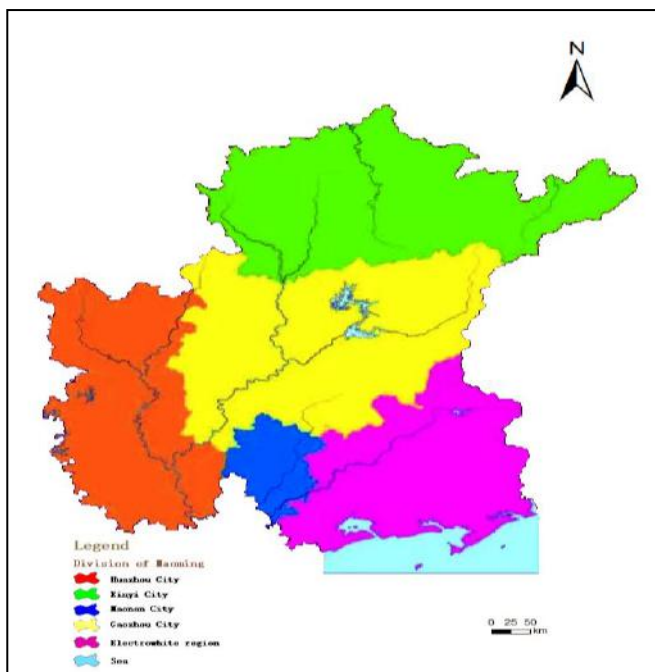 N
Legend
Division of Maoming
Huazhou City
Xinyi City
Maonan City
Gaozhou City
Electrowhite region
Sea
0 25 50
km